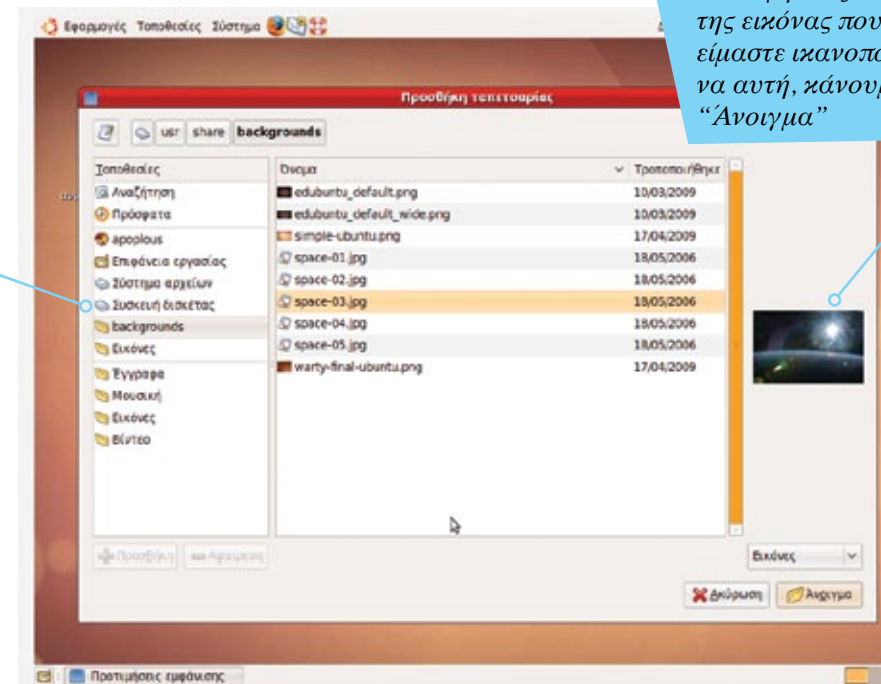 Εφαρμογές Τοποθεσίες Σύστημα
της εικόνας που
είμαστε
να αυτή,
“Άνοιγμα”
Προσθήκη ταπετσαρίας
usr share backgrounds
Τοποθεσίες
Αναζήτηση
Πρόσφατα
apoplous
Επιφάνεια εργασίας
Σύστημα αρχείων
Συσκευή δισκέτας
backgrounds
Εικόνες
Έγγραφα
Μουσική
Εικόνες
Βίντεο
Όνομα Τροποποιήθηκε
edubuntu_default.png 10/03/2009
edubuntu_default_wide.png 10/03/2009
simple-ubuntu.png 17/04/2009
space-01.jpg 18/05/2006
space-02.jpg 18/05/2006
space-03.jpg 18/05/2006
space-04.jpg 18/05/2006
space-05.jpg 18/05/2006
warty-final-ubuntu.png 17/04/2009
Προσθήκη Αφαίρεση
Εικόνες
Ακύρωση Άνοιγμα
Προτιμήσεις εμφάνισης